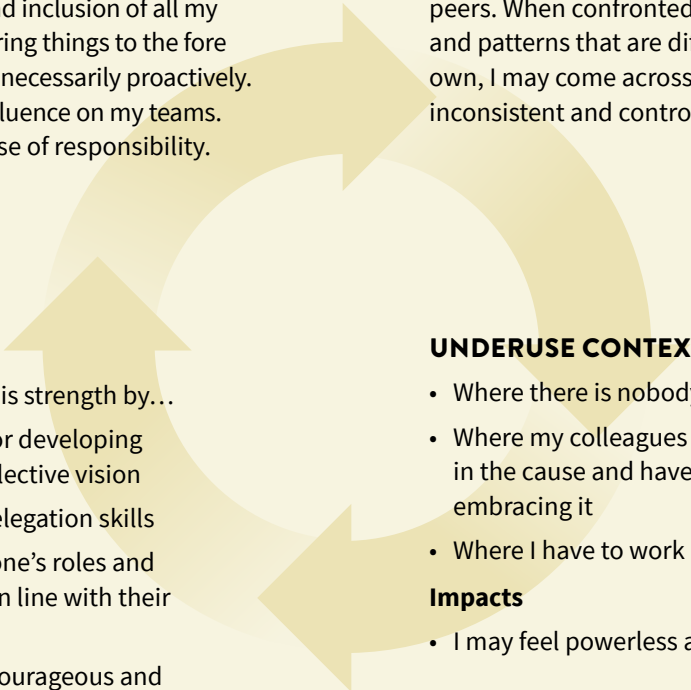 nd inclusion of all my
ring things to the fore
necessarily proactively.
luence on my teams.
se of responsibility.
peers. When confronted
and patterns that are di
own, I may come across
inconsistent and contro
is strength by…
or developing
lective vision
elegation skills
one’s roles and
n line with their
ourageous and
UNDERUSE CONTEX
• Where there is nobody
• Where my colleagues
in the cause and have
embracing it
• Where I have to work
Impacts
• I may feel powerless a